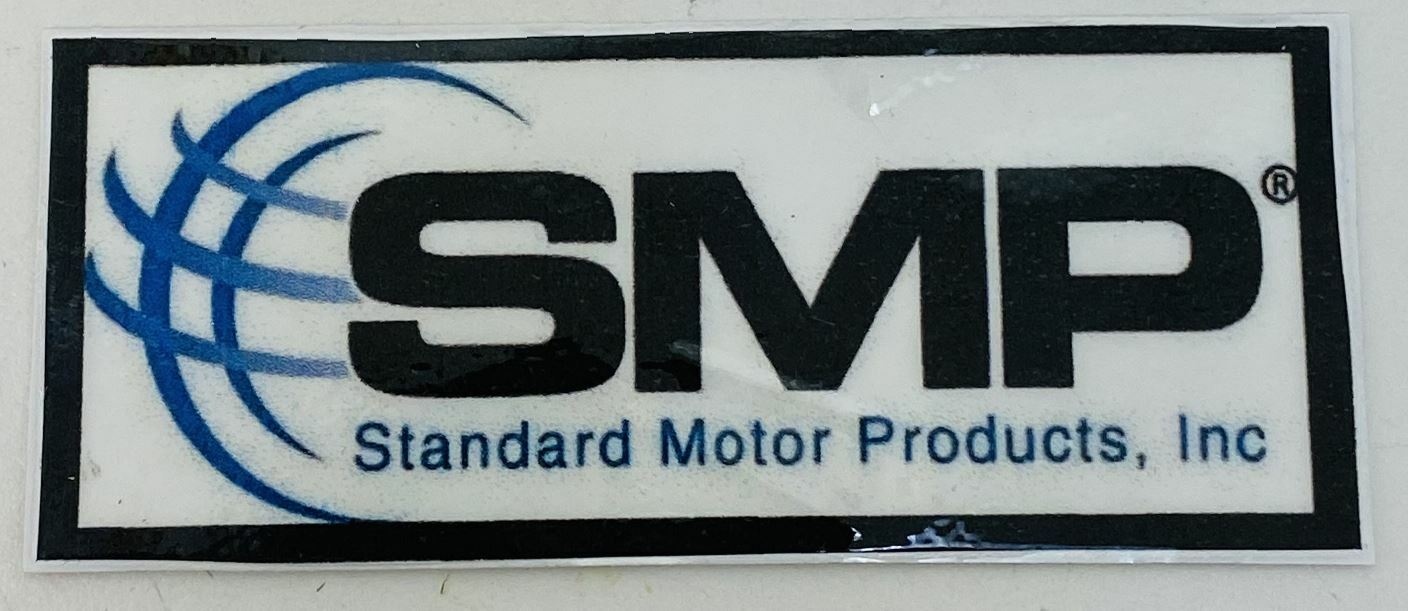 SMP®
Standard Motor Products, Inc